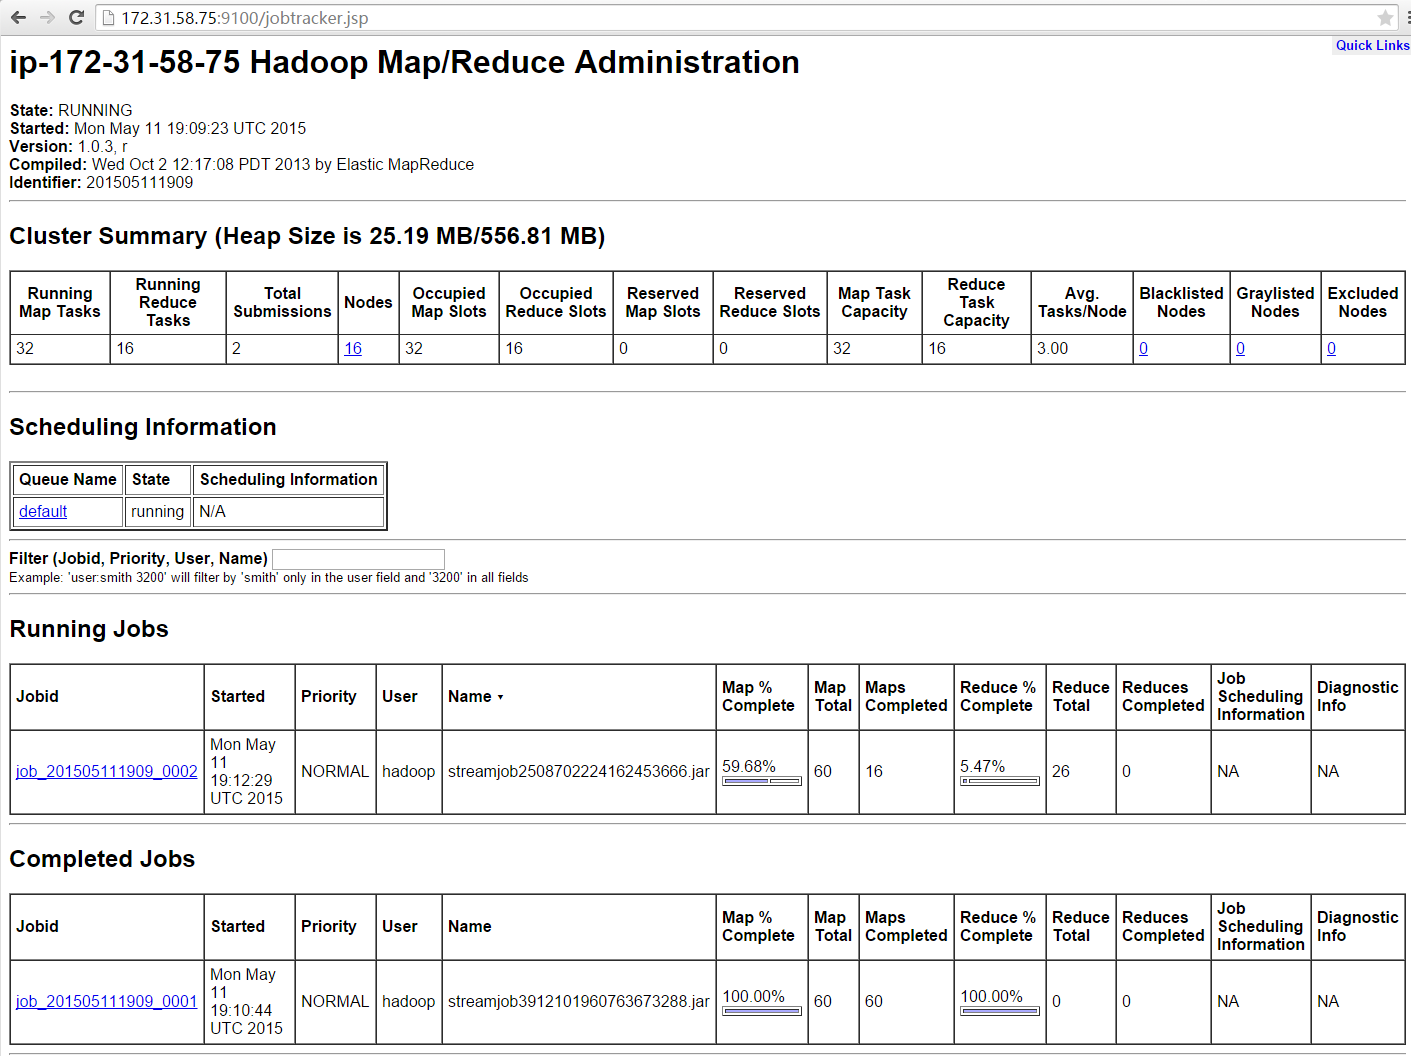 172.31.58.75:9100/jobtracker.jsp
Quick Links
ip-172-31-58-75 Hadoop Map/Reduce Administration
State: RUNNING
Started: Mon May 11 19:09:23 UTC 2015
Version: 1.0.3, r
Compiled: Wed Oct 2 12:17:08 PDT 2013 by Elastic MapReduce
Identifier: 201505111909
Cluster Summary (Heap Size is 25.19 MB/556.81 MB)
Running Map Tasks Running Reduce Tasks Total Submissions Nodes Occupied Map Slots Occupied Reduce Slots Reserved Map Slots Reserved Reduce Slots Map Task Capacity Reduce Task Capacity Avg. Tasks/Node Blacklisted Nodes Graylisted Nodes Excluded Nodes
32 16 2 16 32 16 0 0 32 16 3.00 0 0 0
Scheduling Information
Queue Name State Scheduling Information
default running N/A
Filter (Jobid, Priority, User, Name)
Example: 'user:smith 3200' will filter by 'smith' only in the user field and '3200' in all fields
Running Jobs
Jobid Started Priority User Name Map % Complete Map Total Maps Completed Reduce % Complete Reduce Total Reduces Completed Job Scheduling Information Diagnostic Info
job_201505111909_0002 Mon May 11 19:12:29 UTC 2015 NORMAL hadoop streamjob2508702224162453666.jar 59.68% 60 16 5.47% 26 0 NA NA
Completed Jobs
Jobid Started Priority User Name Map % Complete Map Total Maps Completed Reduce % Complete Reduce Total Reduces Completed Job Scheduling Information Diagnostic Info
job_201505111909_0001 Mon May 11 19:10:44 UTC 2015 NORMAL hadoop streamjob3912101960763673288.jar 100.00% 60 60 100.00% 0 0 NA NA